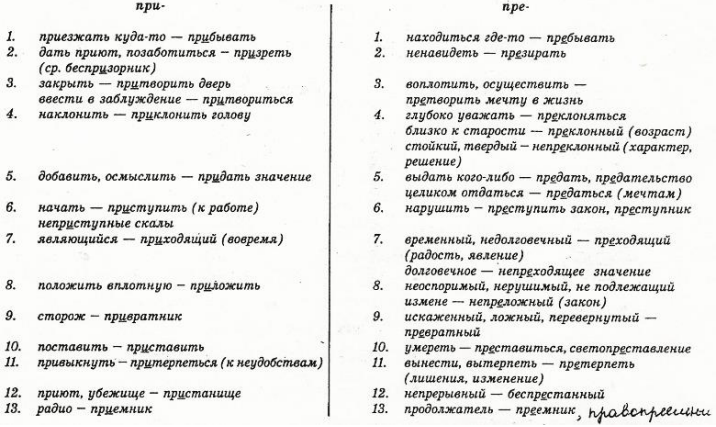 при-
1. приезжать куда-то — прибывать
2. дать приют, позаботиться – призреть
(ср. беспризорник)
3. закрыть — притворить дверь
ввести в заблуждение — притвориться
4. наклонить — приклонить голову
5. добавить, осмыслить — придать значение
6. начать — приступить (к работе)
неприступные скалы
7. являющийся — приходящий (вовремя)
8. положить вплотную – приложить
9. сторож – привратник
10. поставить – приставить
11. привыкнуть – притерпеться (к неудобствам)
12. приют, убежище – пристанище
13. радио – приемник
пре-
1. находиться где-то — пребывать
2. ненавидеть — презирать
3. воплотить, осуществить —
претворить мечту в жизнь
4. глубоко уважать — преклоняться
близко к старости — преклонный (возраст)
стойкий, твердый – непреклонный (характер,
решение)
5. выдать кого-либо — предать, предательство
целиком отдаться — предаться (мечтам)
6. нарушить – преступить закон, преступник
7. временный, недолговечный — преходящий
(радость, явление)
долговечное — непреходящее значение
8. неоспоримый, нерушимый, не подлежащий
измене — непреложный (закон)
9. искаженный, ложный, перевернутый —
превратный
10. умереть — преставиться, светопреставление
11. вынести, вытерпеть — претерпеть
(лишения, изменение)
12. непрерывный — беспрестанный
13. продолжатель — преемник,